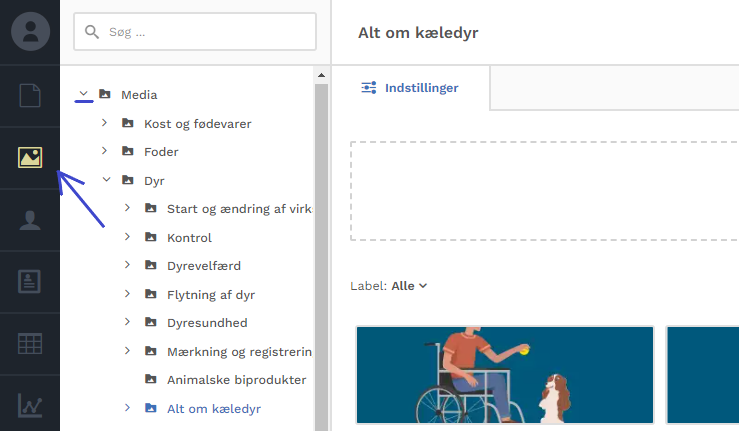 Søg ...
Alt om kæledyr
Indstillinger
Media
Kost og fødevarer
Foder
Dyr
Start og ændring af virk
Kontrol
Dyrevelfærd
Flytning af dyr
Dyresundhed
Mærkning og registrerin
Animalske biprodukter
Alt om kæledyr
Label: Alle